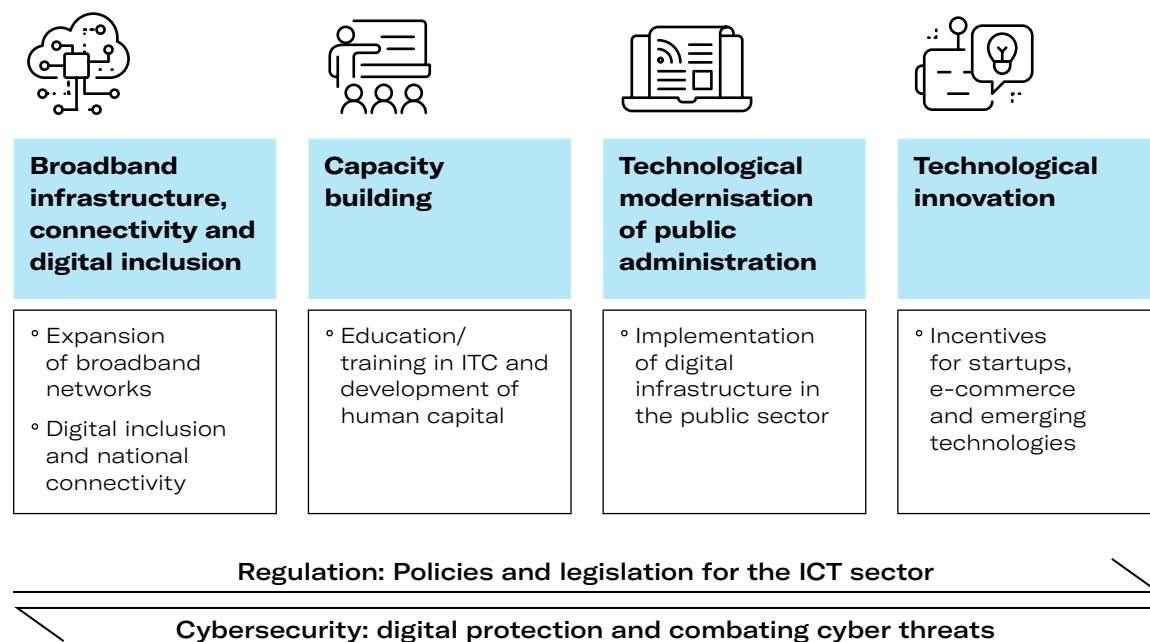 Broadband
infrastructure,
connectivity and
digital inclusion
° Expansion
of broadband
networks
° Digital inclusion
and national
connectivity
Capacity
building
° Education/
training in ITC and
development of
human capital
Technological
modernisation
of public
administration
° Implementation
of digital
infrastructure in
the public sector
Technological
innovation
° Incentives
for startups,
e-commerce
and emerging
technologies
Regulation: Policies and legislation for the ICT sector
Cybersecurity: digital protection and combating cyber threats